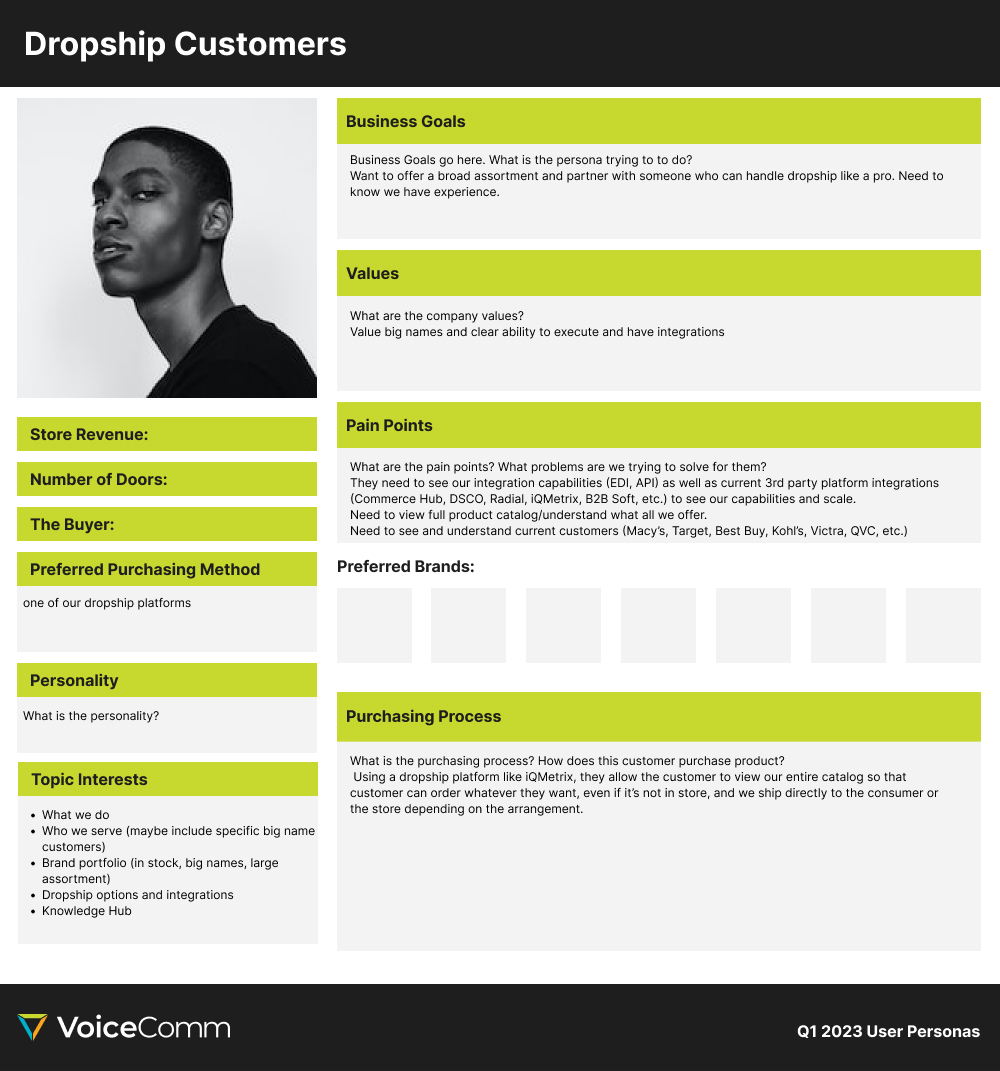 Dropship Customers
Store Revenue:
Number of Doors:
The Buyer:
Preferred Purchasing Method
one of our dropship platforms
Personality
What is the personality?
Topic Interests
• What we do
• Who we serve (maybe include specific big name
customers)
• Brand portfolio (in stock, big names, large
assortment)
• Dropship options and integrations
• Knowledge Hub
Business Goals
Business Goals go here. What is the persona trying to to do?
Want to offer a broad assortment and partner with someone who can handle dropship like a pro. Need to
know we have experience.
Values
What are the company values?
Value big names and clear ability to execute and have integrations
Pain Points
What are the pain points? What problems are we trying to solve for them?
They need to see our integration capabilities (EDI, API) as well as current 3rd party platform integrations
(Commerce Hub, DSCO, Radial, iQMetrix, B2B Soft, etc.) to see our capabilities and scale.
Need to view full product catalog/understand what all we offer.
Need to see and understand current customers (Macy’s, Target, Best Buy, Kohl’s, Victra, QVC, etc.)
Preferred Brands:
Purchasing Process
What is the purchasing process? How does this customer purchase product?
Using a dropship platform like iQMetrix, they allow the customer to view our entire catalog so that
customer can order whatever they want, even if it’s not in store, and we ship directly to the consumer or
the store depending on the arrangement.
VoiceComm
Q1 2023 User Personas